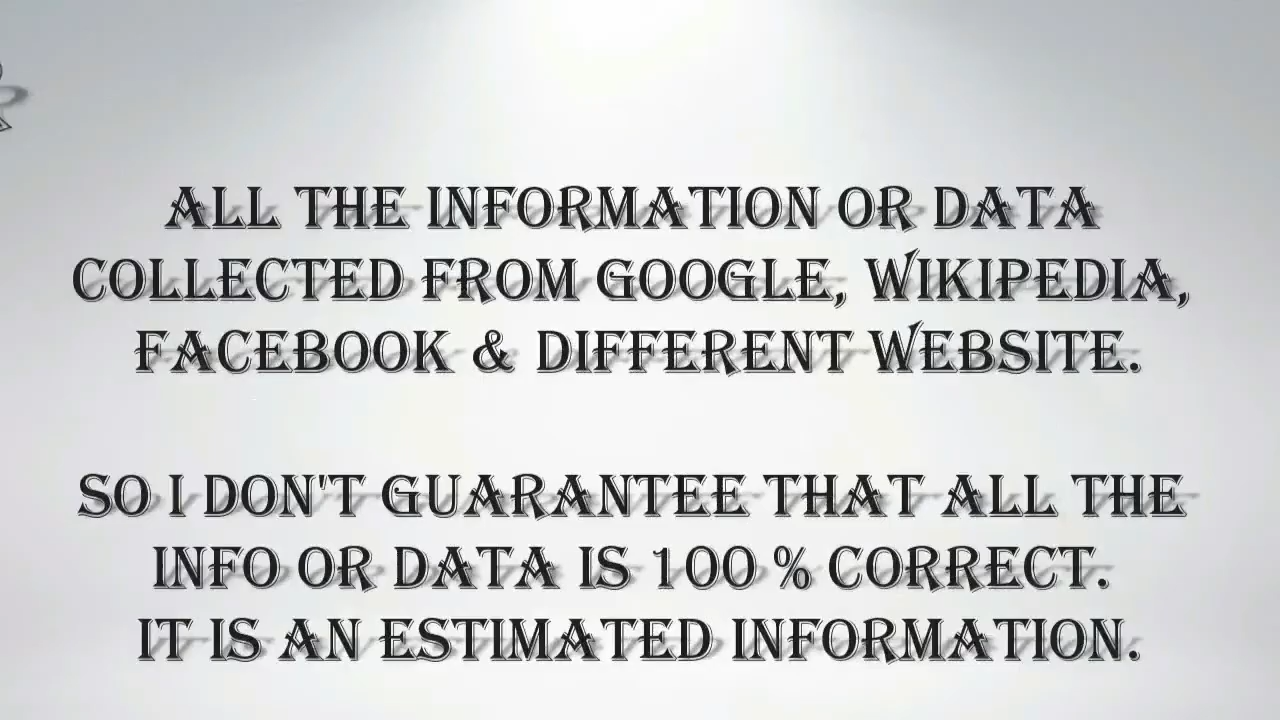 ALL THE INFORMATION OR DATA
COLLECTED FROM GOOGLE, WIKIPEDIA,
FACEBOOK & DIFFERENT WEBSITE.
SO I DON'T GUARANTEE THAT ALL THE
INFO OR DATA IS 100 % CORRECT.
IT IS AN ESTIMATED INFORMATION.